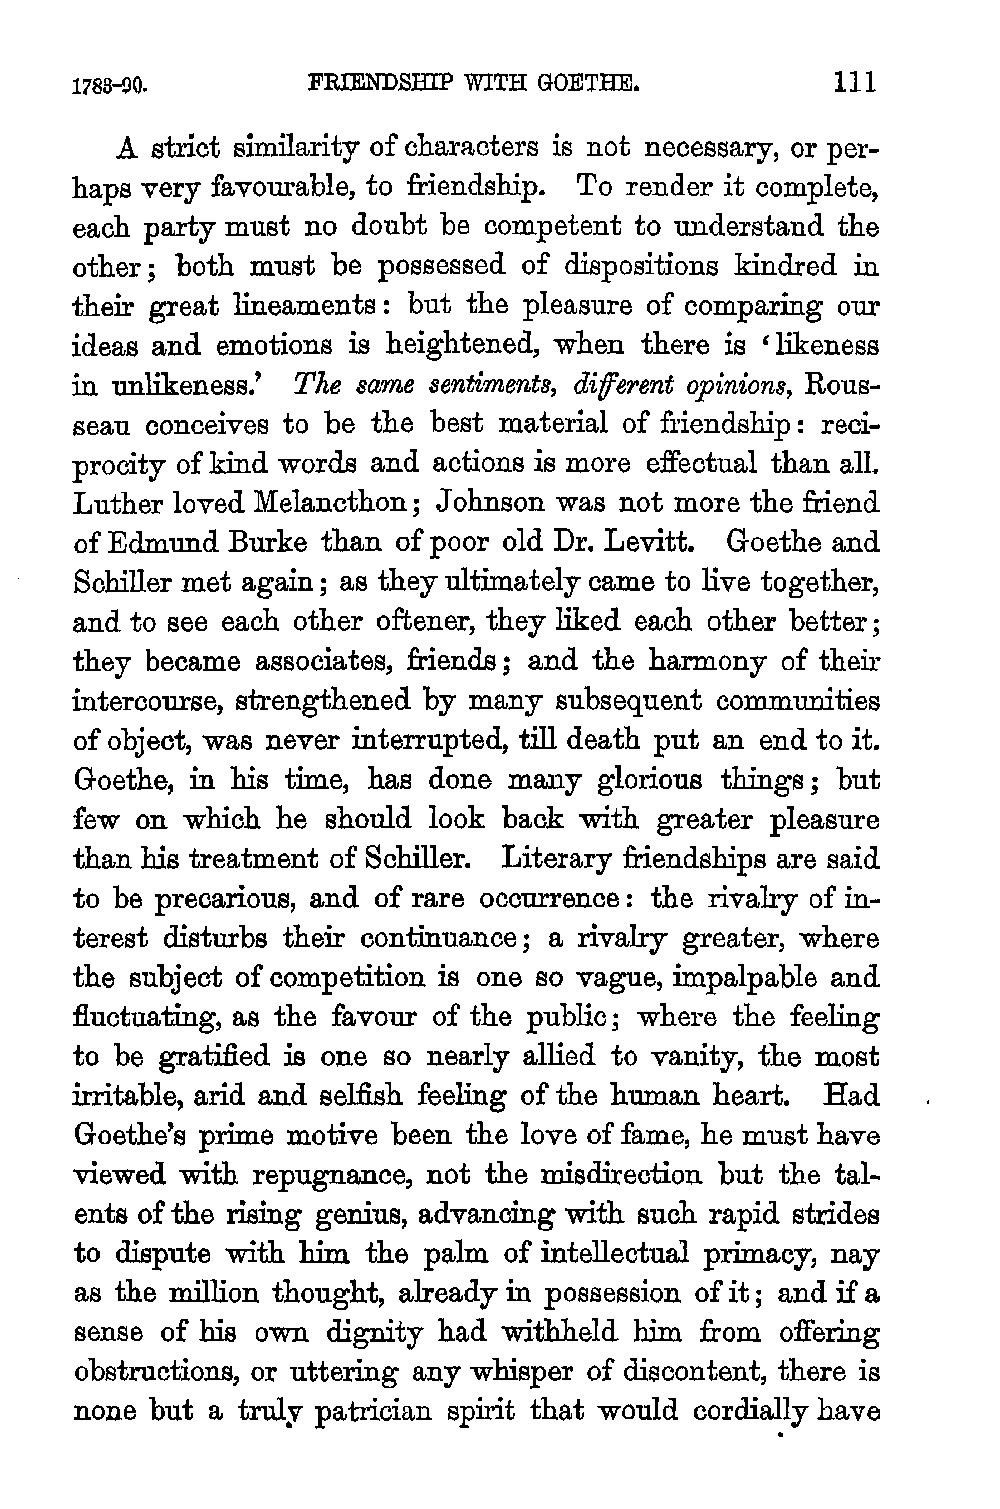 1783-90. FRIENDSHIP WITH GOETHE. 111
A strict similarity of characters is not necessary, or per-
haps very favourable, to friendship. To render it complete,
each party must no doubt be competent to understand the
other; both must be possessed of dispositions kindred in
their great lineaments: but the pleasure of comparing our
ideas and emotions is heightened, when there is ‘likeness
in unlikeness.’ The same sentiments, different opinions, Rous-
seau conceives to be the best material of friendship: reci-
procity of kind words and actions is more effectual than all.
Luther loved Melancthon; Johnson was not more the friend
of Edmund Burke than of poor old Dr. Levitt. Goethe and
Schiller met again; as they ultimately came to live together,
and to see each other oftener, they liked each other better;
they became associates, friends; and the harmony of their
intercourse, strengthened by many subsequent communities
of object, was never interrupted, till death put an end to it.
Goethe, in his time, has done many glorious things; but
few on which he should look back with greater pleasure
than his treatment of Schiller. Literary friendships are said
to be precarious, and of rare occurrence: the rivalry of in-
terest disturbs their continuance; a rivalry greater, where
the subject of competition is one so vague, impalpable and
fluctuating, as the favour of the public; where the feeling
to be gratified is one so nearly allied to vanity, the most
irritable, arid and selfish feeling of the human heart. Had
Goethe’s prime motive been the love of fame, he must have
viewed with repugnance, not the misdirection but the tal-
ents of the rising genius, advancing with such rapid strides
to dispute with him the palm of intellectual primacy, nay
as the million thought, already in possession of it; and if a
sense of his own dignity had withheld him from offering
obstructions, or uttering any whisper of discontent, there is
none but a truly patrician spirit that would cordially have